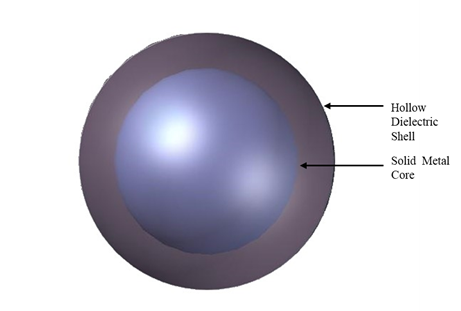 Hollow
Dielectric
Shell
Solid Metal
Core